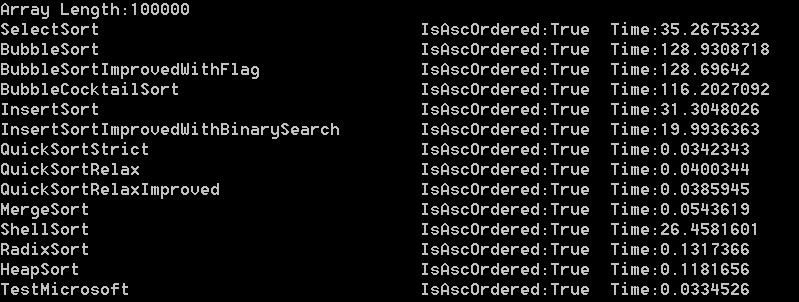 Array Length:100000
SelectSort IsAscOrdered:True Time:35.2675332
BubbleSort IsAscOrdered:True Time:128.9308718
BubbleSortImprovedWithFlag IsAscOrdered:True Time:128.69642
BubbleCocktailSort IsAscOrdered:True Time:116.2027092
InsertSort IsAscOrdered:True Time:31.3048026
InsertSortImprovedWithBinarySearch IsAscOrdered:True Time:19.9936363
QuickSortStrict IsAscOrdered:True Time:0.0342343
QuickSortRelax IsAscOrdered:True Time:0.0400344
QuickSortRelaxImproved IsAscOrdered:True Time:0.0385945
MergeSort IsAscOrdered:True Time:0.0543619
ShellSort IsAscOrdered:True Time:26.4581601
RadixSort IsAscOrdered:True Time:0.1317366
HeapSort IsAscOrdered:True Time:0.1181656
TestMicrosoft IsAscOrdered:True Time:0.0334526